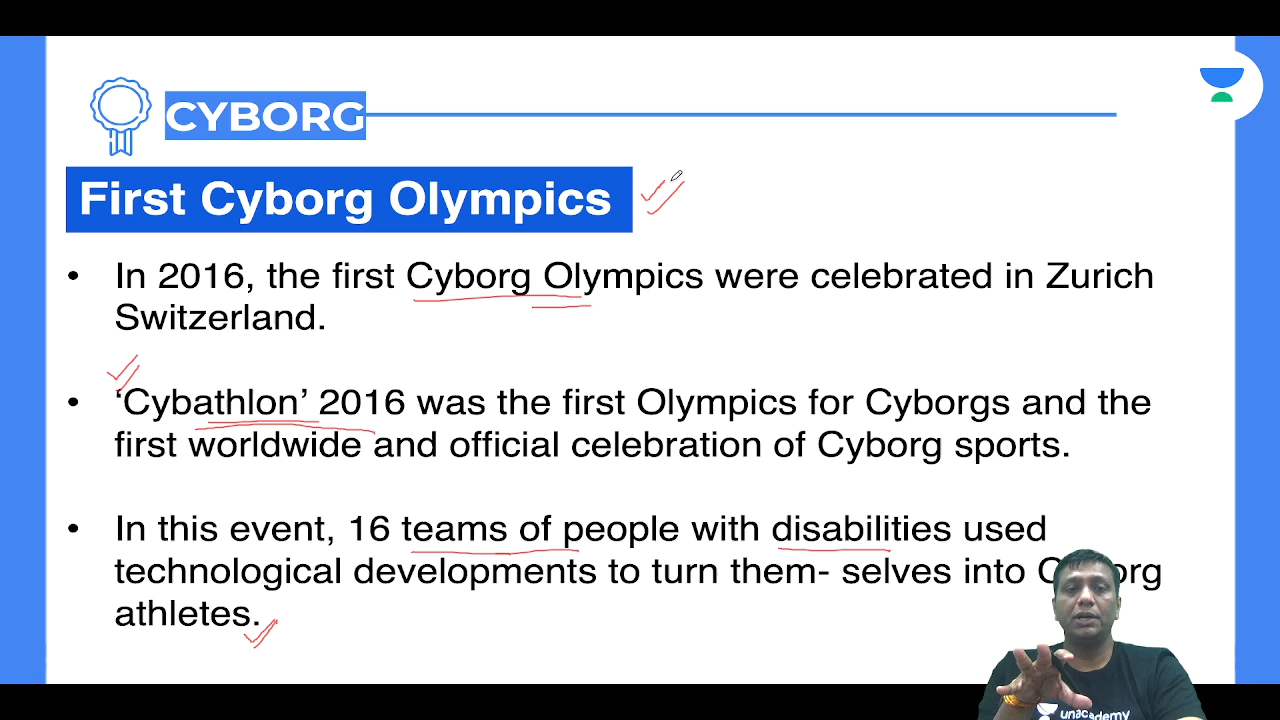 CYBORG
First Cyborg Olympics
• In 2016, the first Cyborg Olympics were celebrated in Zurich
Switzerland.
• ‘Cybathlon’ 2016 was the first Olympics for Cyborgs and the
first worldwide and official celebration of Cyborg sports.
• In this event, 16 teams of people with disabilities used
technological developments to turn them- selves into
athletes.
unacademy